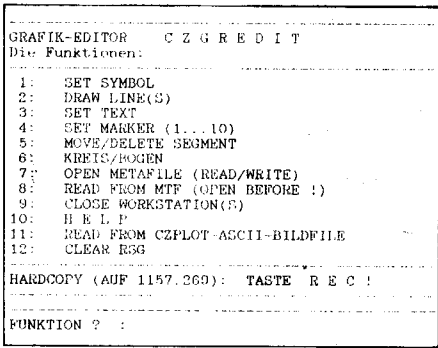 GRAFIK-EDITOR C Z G R E D I T
Die Funktionen:
1: SET SYMBOL
2: DRAW LINE(S)
3: SET TEXT
4: SET MARKER (1...10)
5: MOVE/DELETE SEGMENT
6: KREIS/BOGEN
7: OPEN METAFILE (READ/WRITE)
8: READ FROM MTF (OPEN BEFORE !)
9: CLOSE WORKSTATION(S)
10: H E L P
11: READ FROM CZPLOT-ASCII-BILDFILE
12: CLEAR RSG
HARDCOPY (AUF 1157.269): TASTE R E C !
FUNKTION ? :